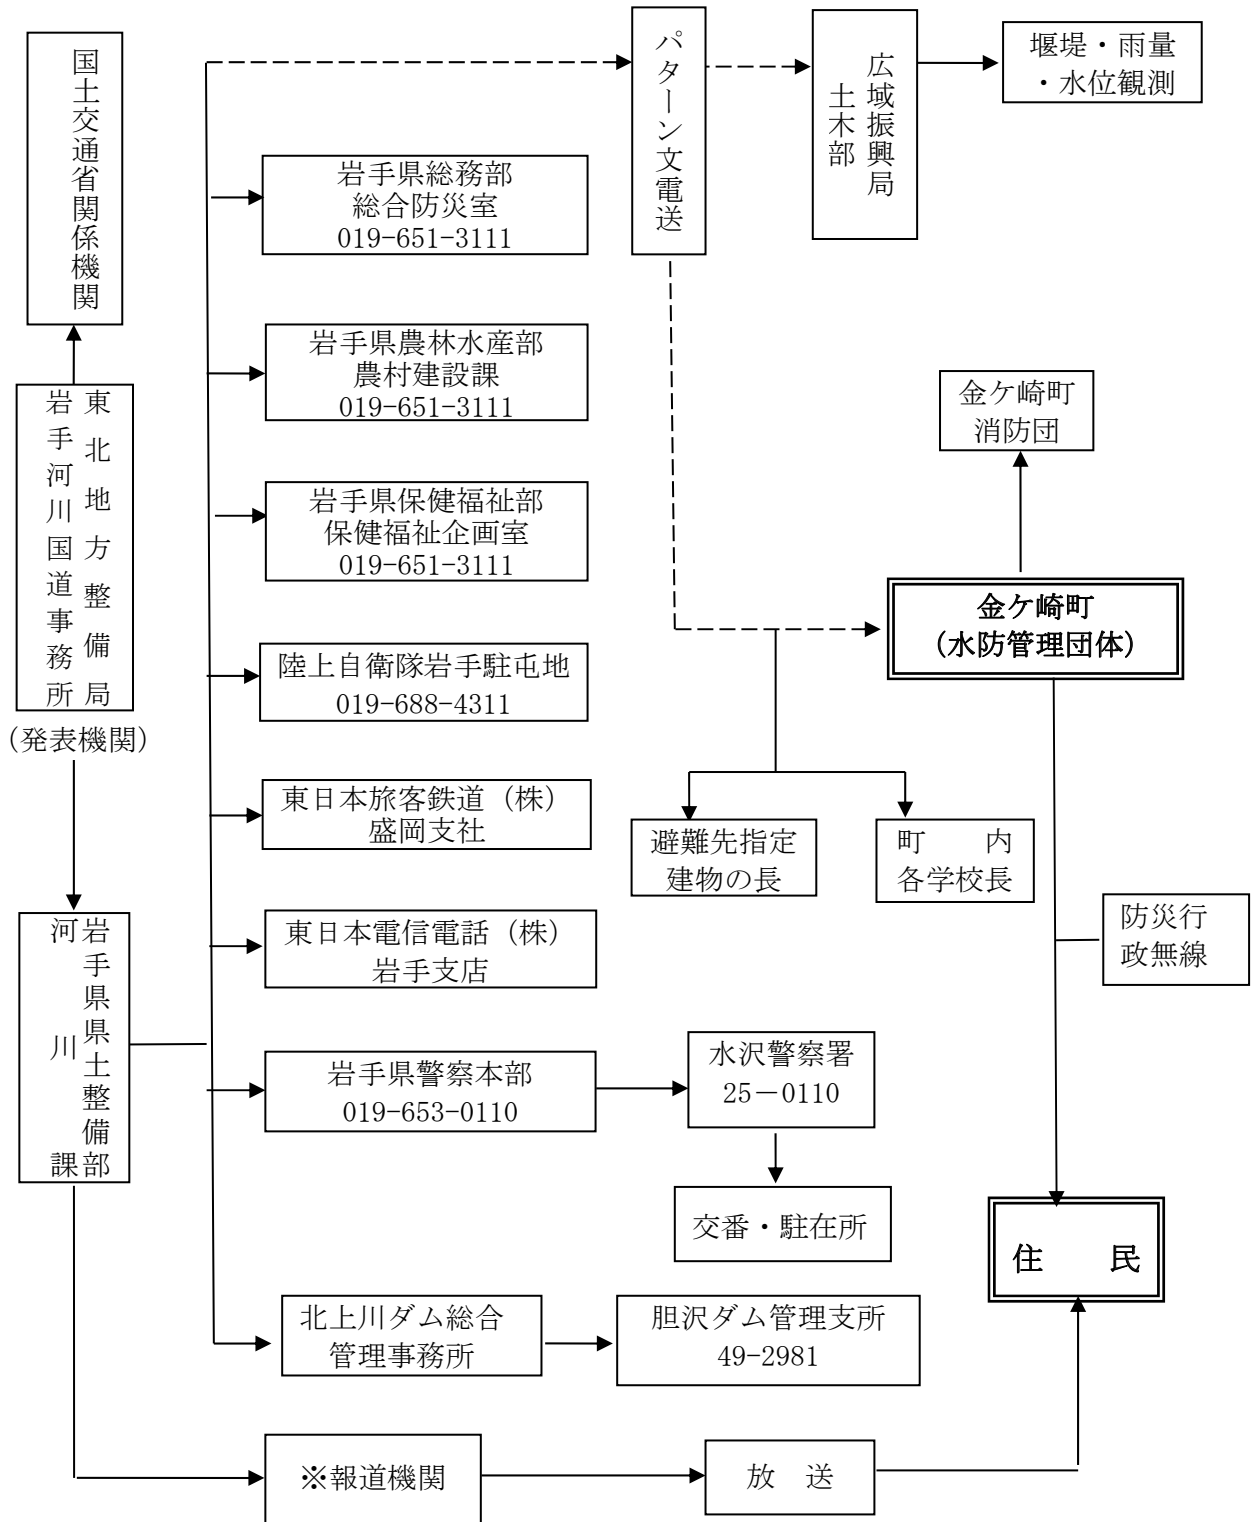 国土交通省関係機関
東北地方整備局
岩手河川国道事務所
(発表機関)
岩手県県土整備部
河川課
パターン文電送
広域振興局
土木部
堰堤・雨量
・水位観測
岩手県総務部
総合防災室
019-651-3111
岩手県農林水産部
農村建設課
019-651-3111
岩手県保健福祉部
保健福祉企画室
019-651-3111
陸上自衛隊岩手駐屯地
019-688-4311
東日本旅客鉄道（株）
盛岡支社
東日本電信電話（株）
岩手支店
岩手県警察本部
019-653-0110
水沢警察署
25－0110
交番・駐在所
北上川ダム総合
管理事務所
胆沢ダム管理支所
49-2981
※報道機関
放　送
金ケ崎町
消防団
金ケ崎町
(水防管理団体)
避難先指定
建物の長
町　　内
各学校長
防災行
政無線
住　　民